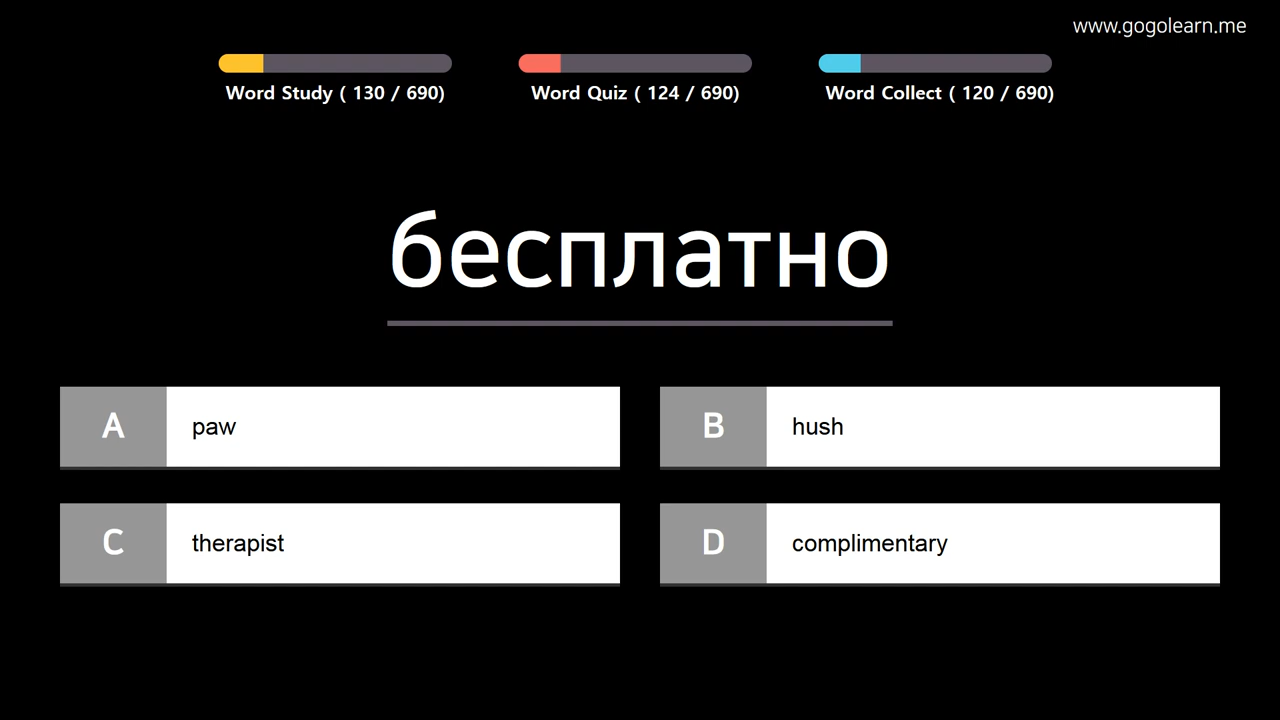 www.gogolearn.me
Word Study ( 130 / 690)
Word Quiz ( 124 / 690)
Word Collect ( 120 / 690)
бесплатно
A paw
B hush
C therapist
D complimentary